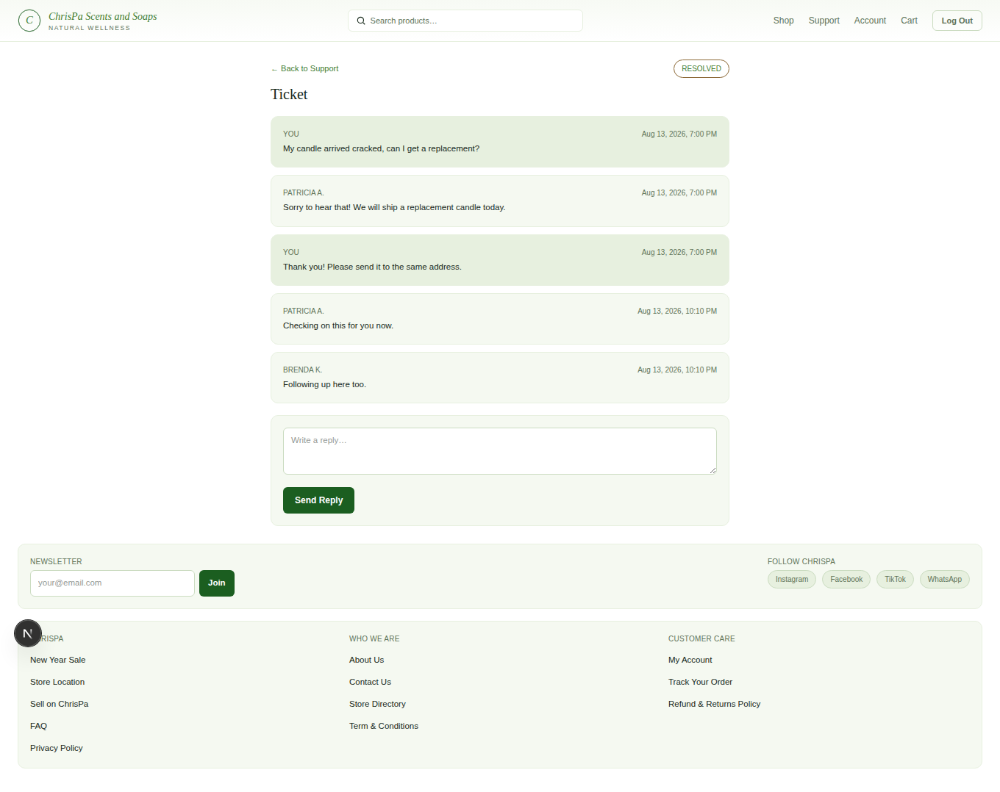 C
ChrisPa Scents and Soaps
NATURAL WELLNESS
Search products…
Shop
Support
Account
Cart
Log Out
← Back to Support
RESOLVED
Ticket
YOU
Aug 13, 2026, 7:00 PM
My candle arrived cracked, can I get a replacement?
PATRICIA A.
Aug 13, 2026, 7:00 PM
Sorry to hear that! We will ship a replacement candle today.
YOU
Aug 13, 2026, 7:00 PM
Thank you! Please send it to the same address.
PATRICIA A.
Aug 13, 2026, 10:10 PM
Checking on this for you now.
BRENDA K.
Aug 13, 2026, 10:10 PM
Following up here too.
Write a reply…
Send Reply
NEWSLETTER
your@email.com
Join
FOLLOW CHRISPA
Instagram
Facebook
TikTok
WhatsApp
N
RISPA
New Year Sale
Store Location
Sell on ChrisPa
FAQ
Privacy Policy
WHO WE ARE
About Us
Contact Us
Store Directory
Term & Conditions
CUSTOMER CARE
My Account
Track Your Order
Refund & Returns Policy